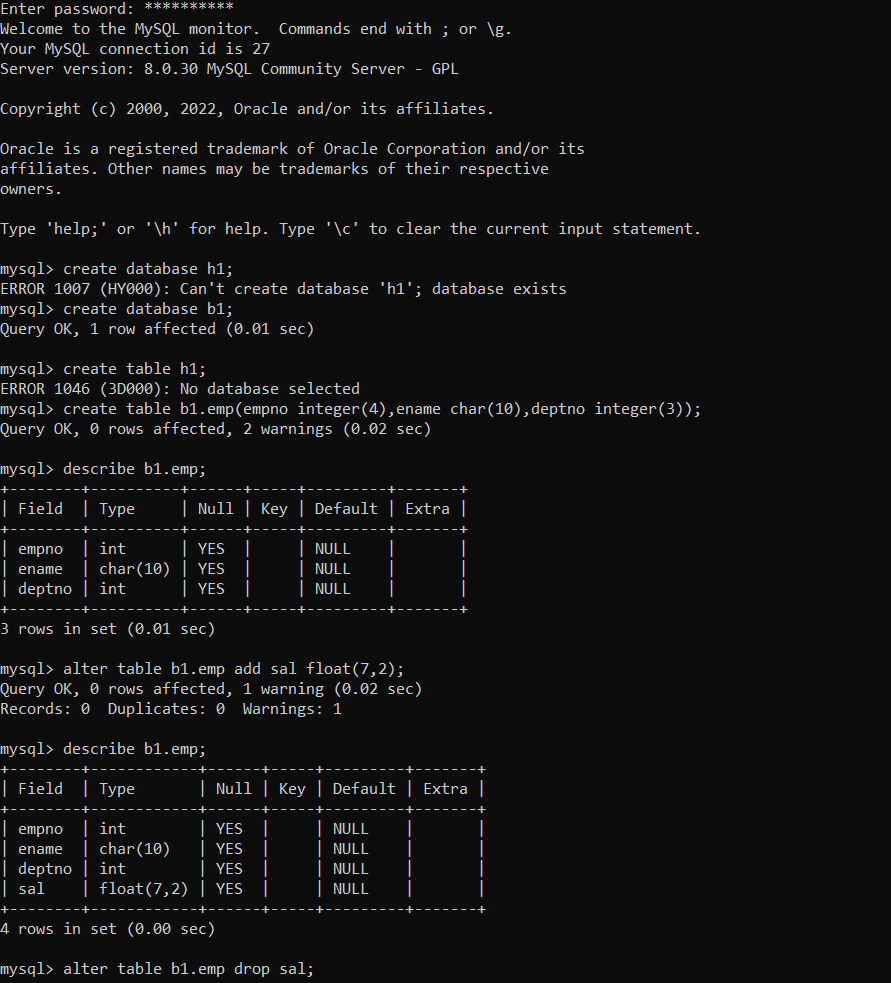 Enter password: **********
Welcome to the MySQL monitor.  Commands end with ; or \g.
Your MySQL connection id is 27
Server version: 8.0.30 MySQL Community Server - GPL

Copyright (c) 2000, 2022, Oracle and/or its affiliates.

Oracle is a registered trademark of Oracle Corporation and/or its
affiliates. Other names may be trademarks of their respective
owners.

Type 'help;' or '\h' for help. Type '\c' to clear the current input statement.

mysql> create database h1;
ERROR 1007 (HY000): Can't create database 'h1'; database exists
mysql> create database b1;
Query OK, 1 row affected (0.01 sec)

mysql> create table h1;
ERROR 1046 (3D000): No database selected
mysql> create table b1.emp(empno integer(4),ename char(10),deptno integer(3));
Query OK, 0 rows affected, 2 warnings (0.02 sec)

mysql> describe b1.emp;
+--------+----------+------+-----+---------+-------+
| Field  | Type     | Null | Key | Default | Extra |
+--------+----------+------+-----+---------+-------+
| empno  | int      | YES  |     | NULL    |       |
| ename  | char(10) | YES  |     | NULL    |       |
| deptno | int      | YES  |     | NULL    |       |
+--------+----------+------+-----+---------+-------+
3 rows in set (0.01 sec)

mysql> alter table b1.emp add sal float(7,2);
Query OK, 0 rows affected, 1 warning (0.02 sec)
Records: 0  Duplicates: 0  Warnings: 1

mysql> describe b1.emp;
+--------+------------+------+-----+---------+-------+
| Field  | Type       | Null | Key | Default | Extra |
+--------+------------+------+-----+---------+-------+
| empno  | int        | YES  |     | NULL    |       |
| ename  | char(10)   | YES  |     | NULL    |       |
| deptno | int        | YES  |     | NULL    |       |
| sal    | float(7,2) | YES  |     | NULL    |       |
+--------+------------+------+-----+---------+-------+
4 rows in set (0.00 sec)

mysql> alter table b1.emp drop sal;